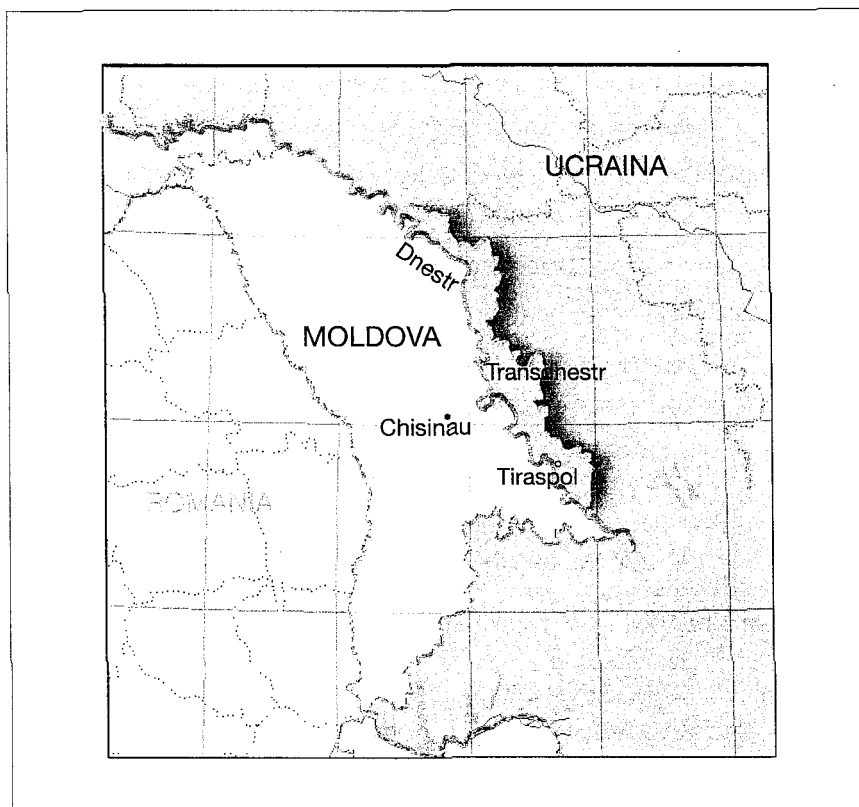 UCRAINA
Dnestr
MOLDOVA
Transdnestr
Chisinau
Tiraspol
ROMANIA